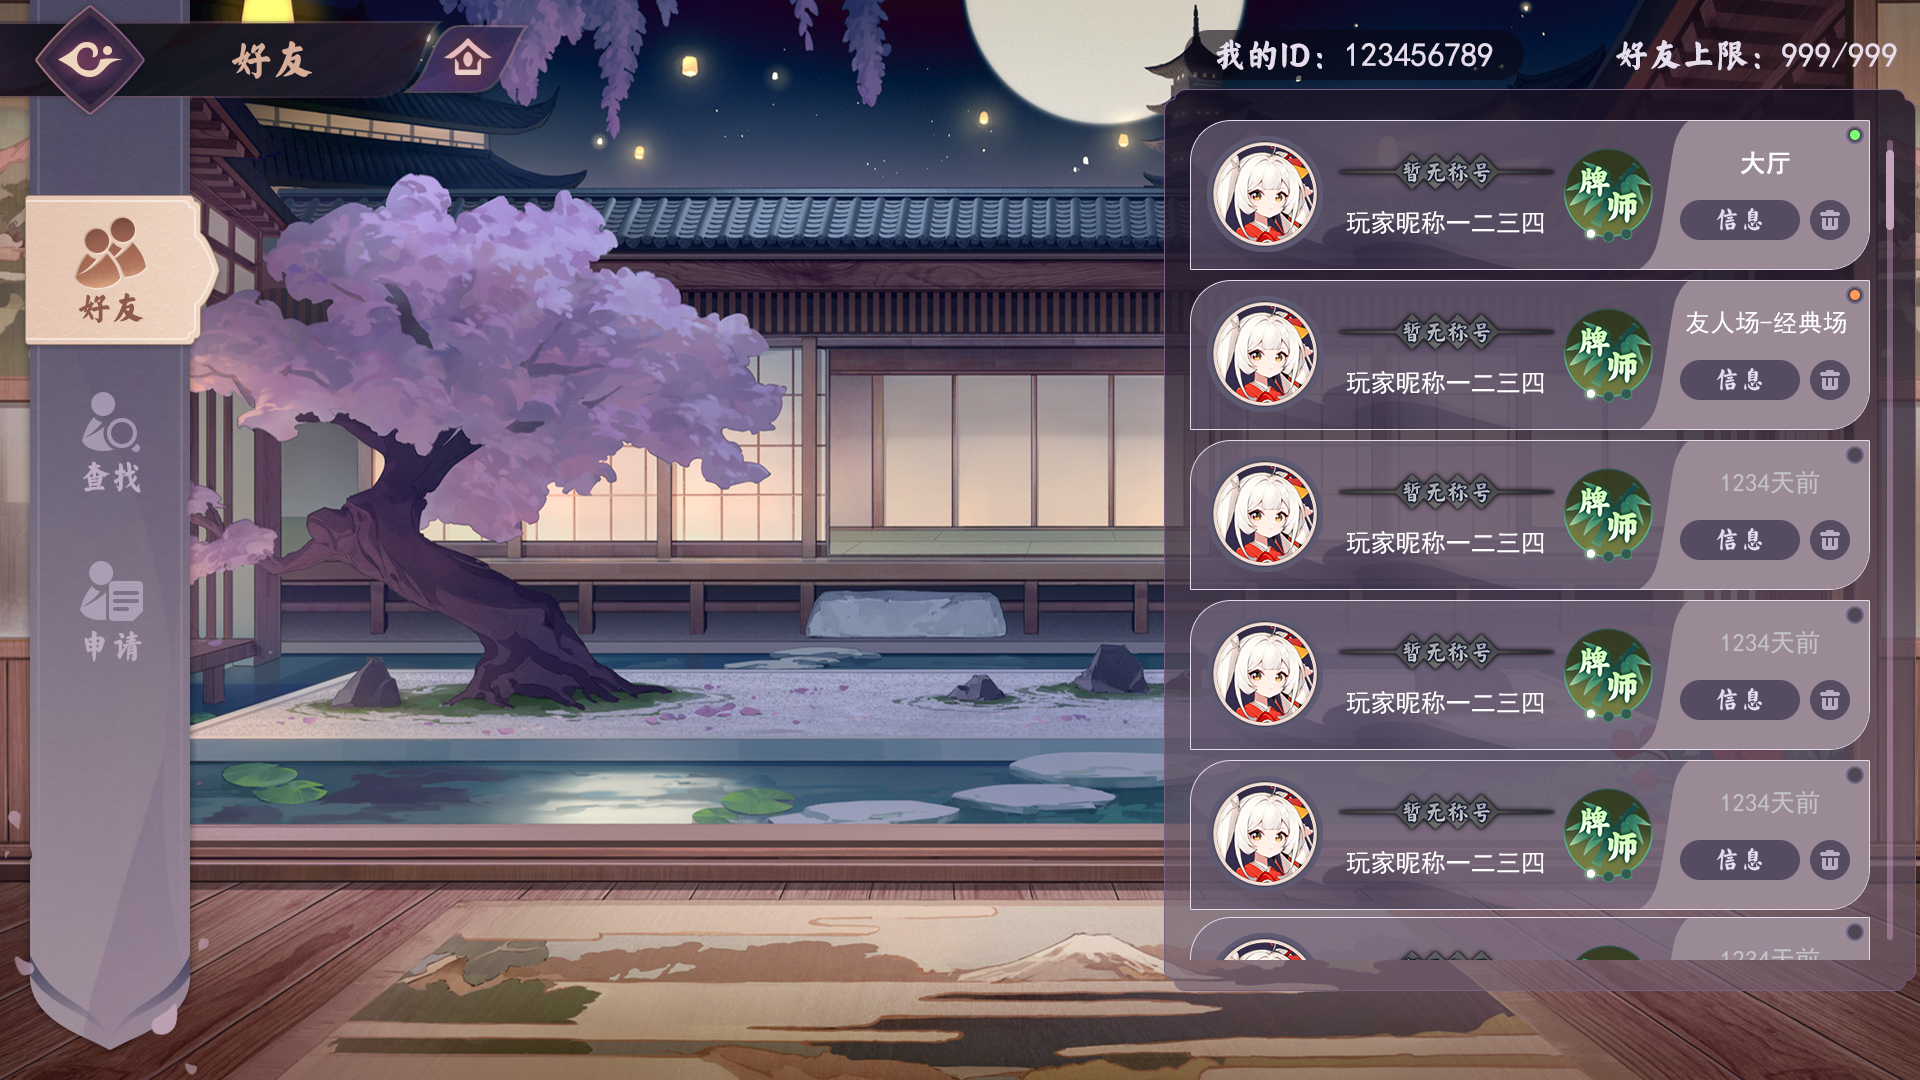 好友
我的ID：123456789
好友上限：999/999
好友
查找
申请
暂无称号
玩家昵称一二三四
牌师
大厅
信息
暂无称号
玩家昵称一二三四
牌师
友人场-经典场
信息
暂无称号
玩家昵称一二三四
牌师
1234天前
信息
暂无称号
玩家昵称一二三四
牌师
1234天前
信息
暂无称号
玩家昵称一二三四
牌师
1234天前
信息
1234天前